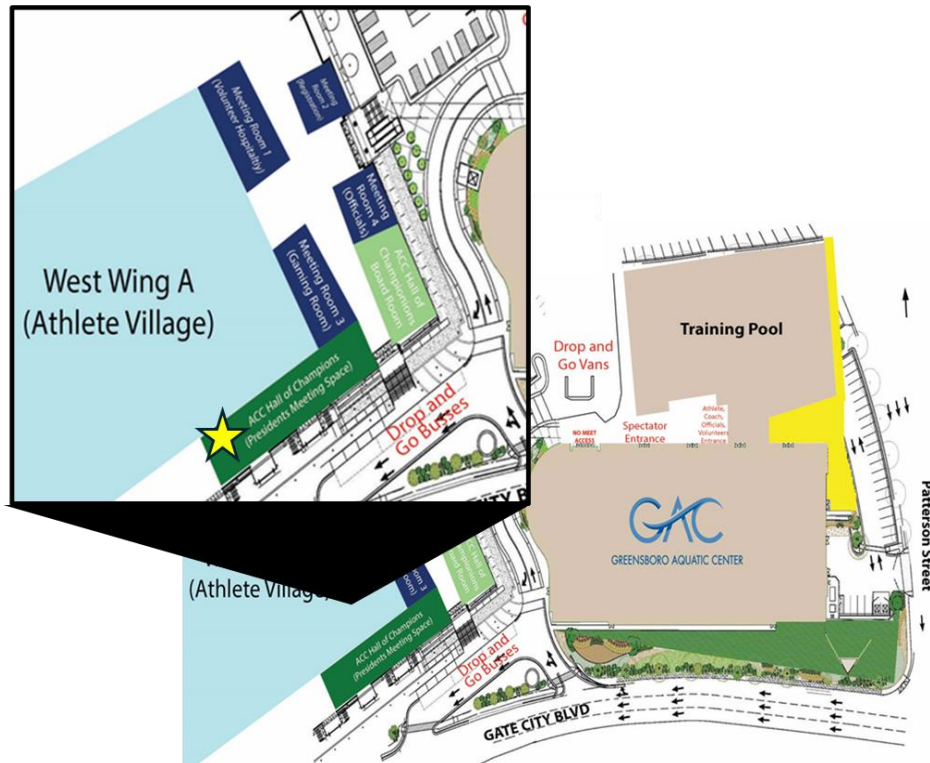 Meeting Room 1
(Volunteer Hospitaltiy)
Meeting
Room 2
(Registration)
Meeting
Room 4
(Officials)
ACC Hall of
Championions
Board Room
Meeting Room 3
(Gaming Room)
West Wing A
(Athlete Village)
ACC Hall of Champions
(Presidents Meeting Space)
Drop and
Go Busses
Training Pool
Drop and
Go Vans
Athlete,
Coach,
Officials,
Volunteers
Entrance
Spectator
Entrance
NO MEET
ACCESS
GAC
GREENSBORO AQUATIC CENTER
Patterson Street
(Athlete Village)
ACC Hall of Champions
(Presidents Meeting Space)
Drop and
Go Busses
GATE CITY BLVD